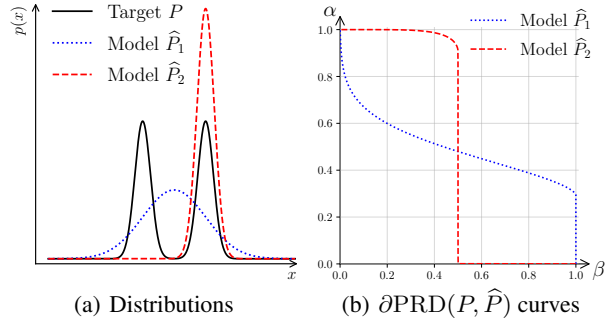 p(x)
Target P
Model P̂₁
Model P̂₂
x
(a) Distributions
α
Model P̂₁
Model P̂₂
1.0
0.8
0.6
0.4
0.2
0.0
0.0 0.2 0.4 0.6 0.8 1.0
β
(b) ∂PRD(P, P̂) curves